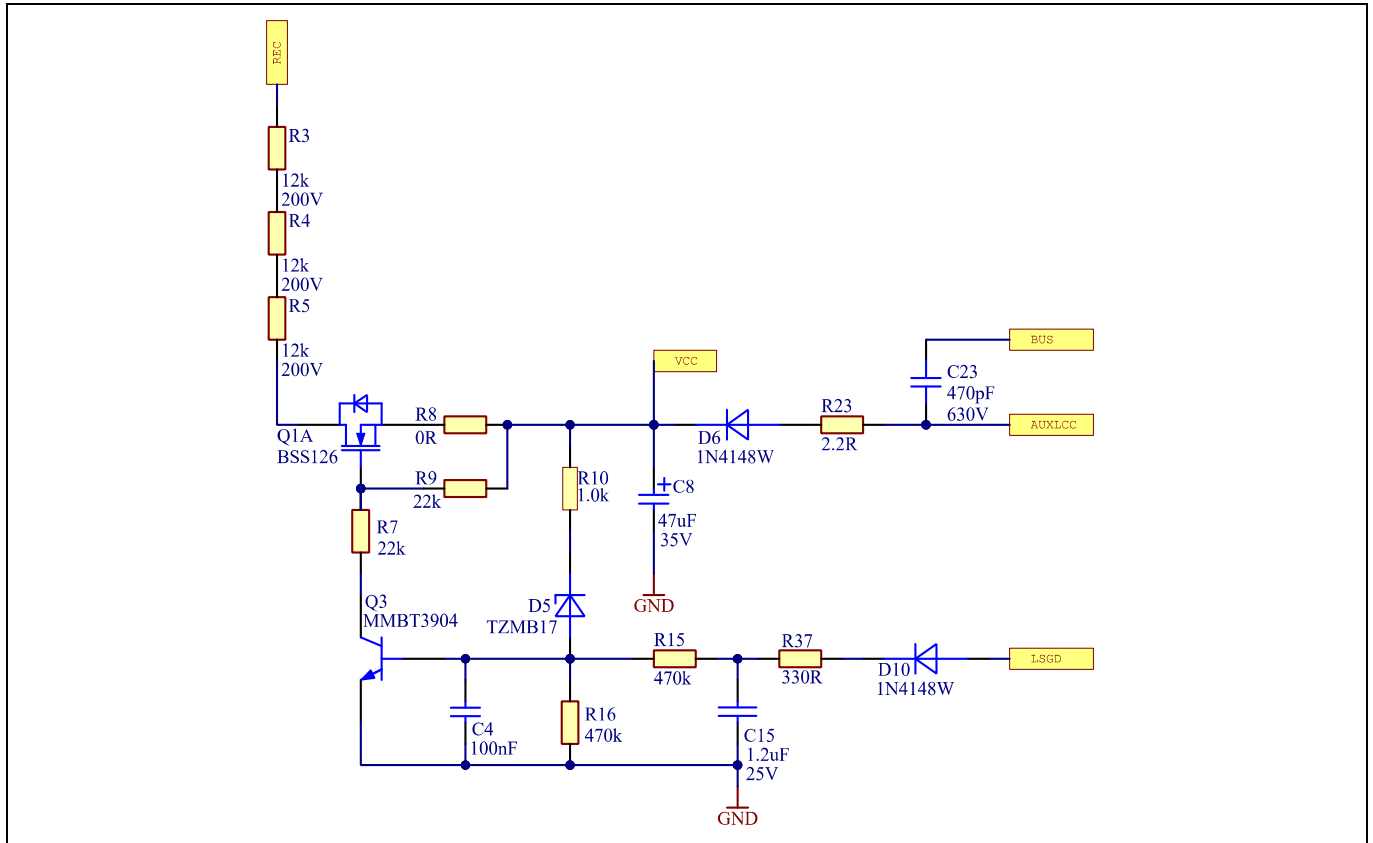 REC
R3
12k
200V
R4
12k
200V
R5
12k
200V
BUS
C23
470pF
630V
VCC
AUXLCC
R23
2.2R
D6
1N4148W
R8
0R
Q1A
BSS126
R9
22k
R10
1.0k
+
C8
47uF
35V
GND
R7
22k
Q3
MMBT3904
D5
TZMB17
R15
470k
R37
330R
D10
1N4148W
LSGD
R16
470k
C4
100nF
C15
1.2uF
25V
GND